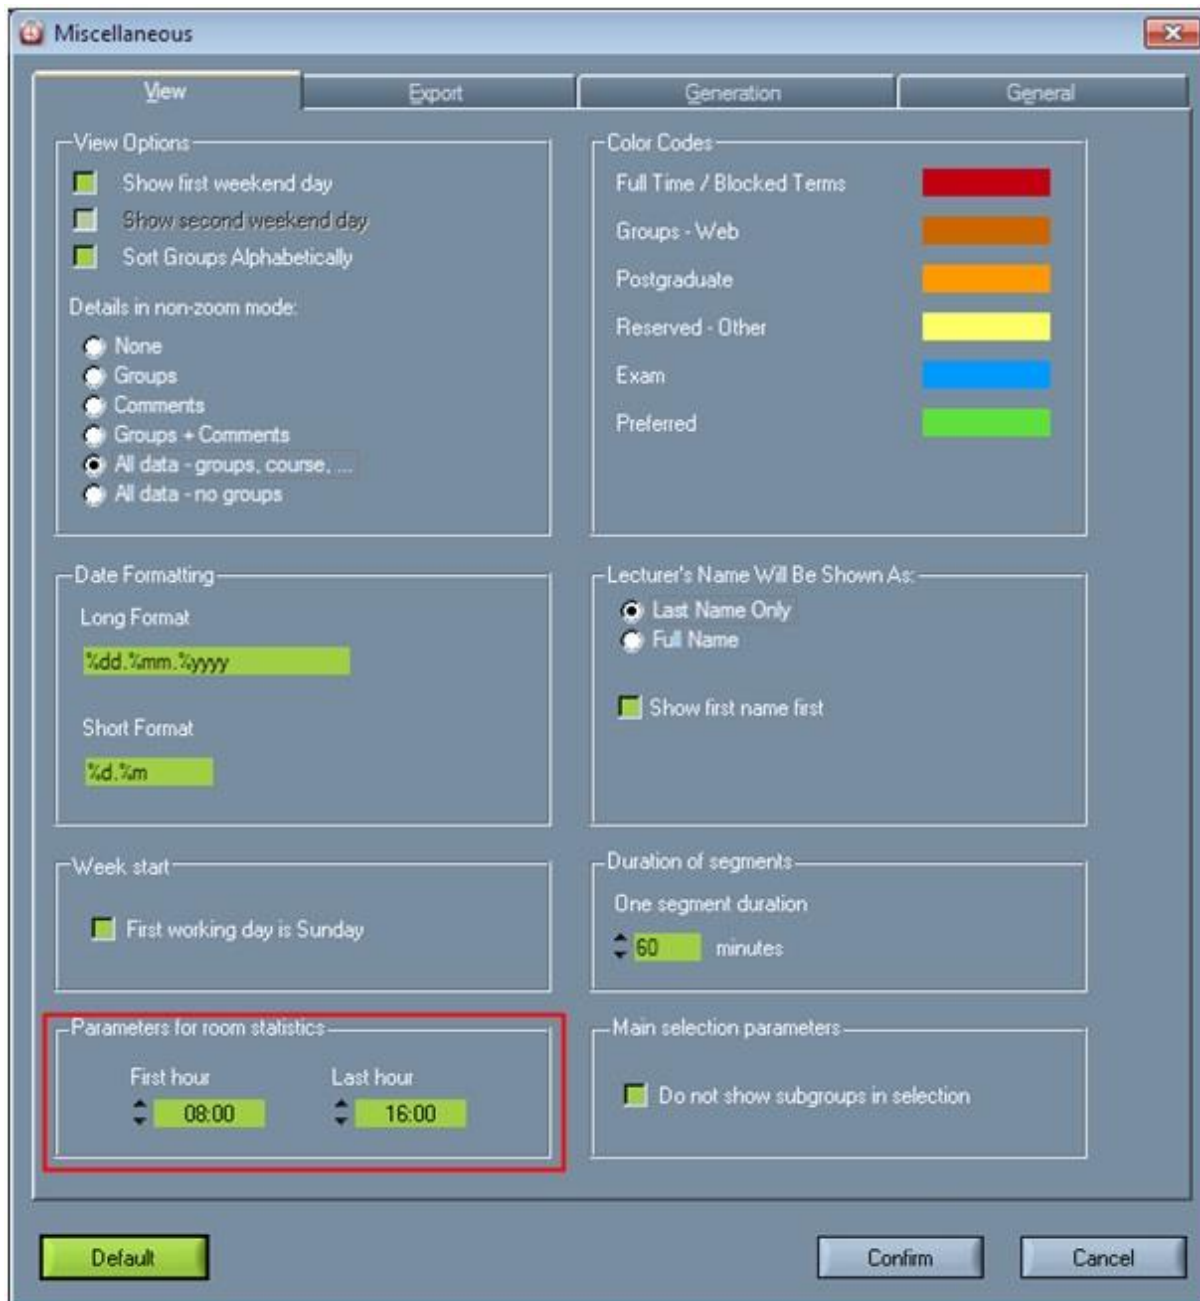 Miscellaneous
View
Export
Generation
General
View Options
Show first weekend day
Show second weekend day
Sort Groups Alphabetically
Details in non-zoom mode:
None
Groups
Comments
Groups + Comments
All data - groups, course, ...
All data - no groups
Color Codes
Full Time / Blocked Terms
Groups - Web
Postgraduate
Reserved - Other
Exam
Preferred
Date Formatting
Long Format
%dd.%mm.%yyyy
Short Format
%d.%m
Lecturer's Name Will Be Shown As:
Last Name Only
Full Name
Show first name first
Week start
First working day is Sunday
Duration of segments
One segment duration
60 minutes
Parameters for room statistics
First hour Last hour
08:00 16:00
Main selection parameters
Do not show subgroups in selection
Default
Confirm
Cancel